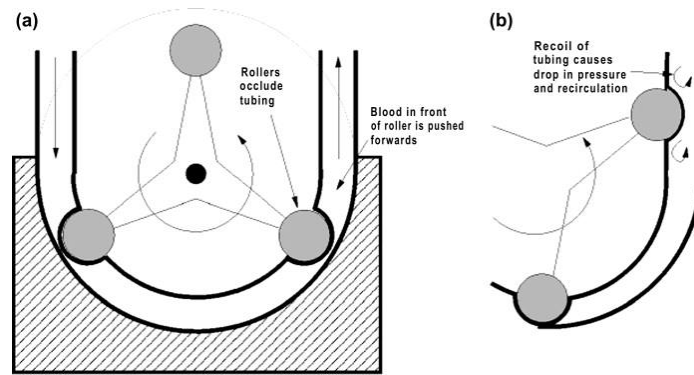 (a)
Rollers
occlude
tubing
Blood in front
of roller is pushed
forwards
(b)
Recoil of
tubing causes
drop in pressure
and recirculation